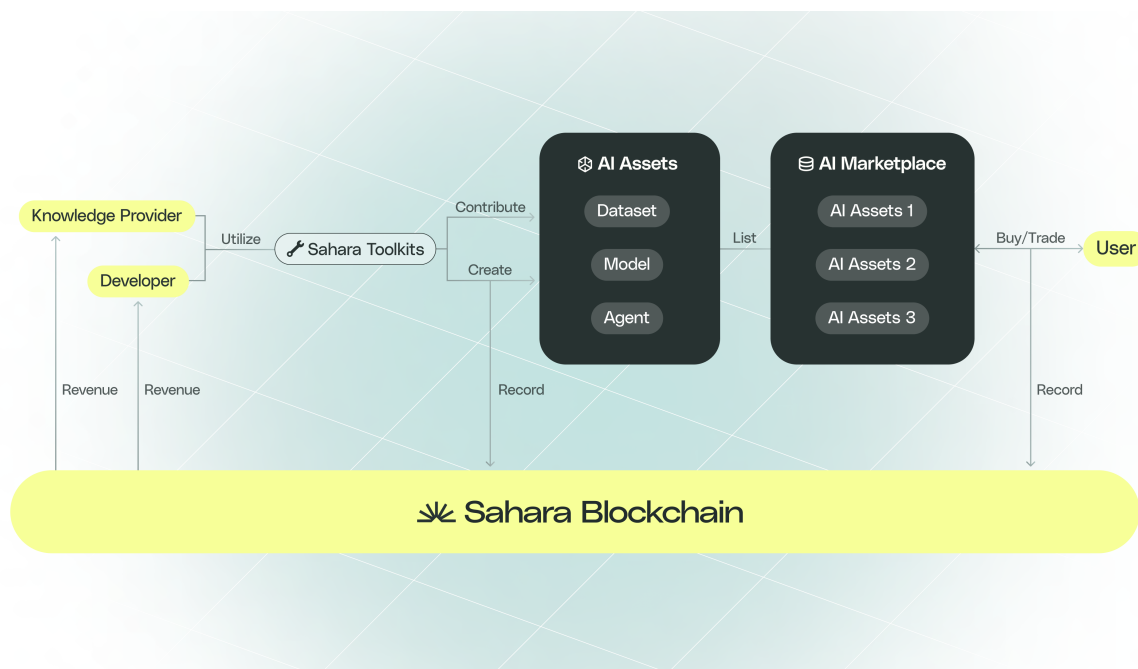 AI Assets
AI Marketplace
Knowledge Provider
Developer
Utilize
Sahara Toolkits
Contribute
Create
Dataset
Model
Agent
List
AI Assets 1
AI Assets 2
AI Assets 3
Buy/Trade
User
Revenue
Revenue
Record
Record
Sahara Blockchain